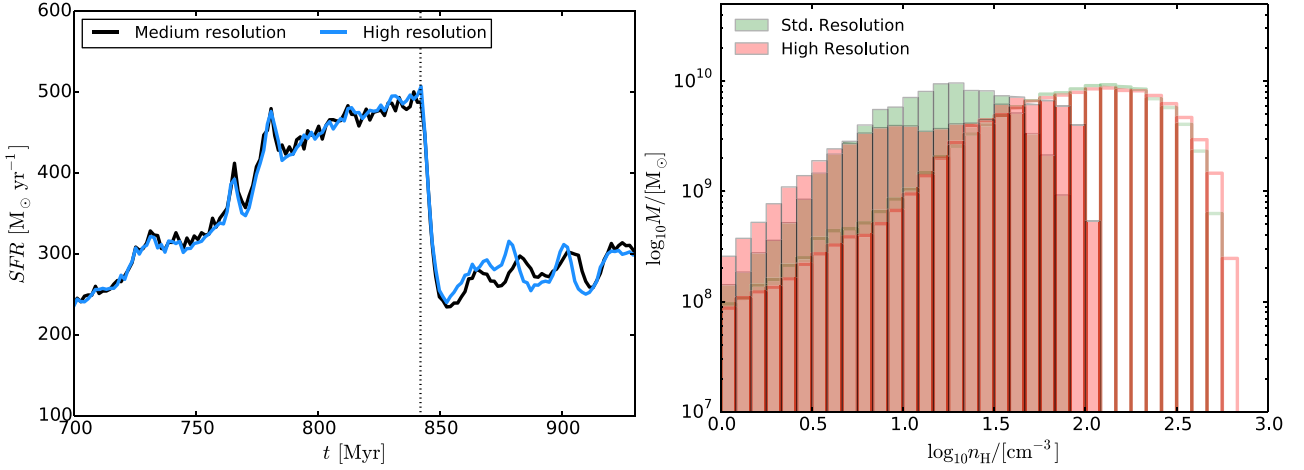 600
500
400
300
200
100
SFR [M⊙ yr⁻¹]
Medium resolution
High resolution
700
750
800
850
900
t [Myr]
10¹⁰
10⁹
10⁸
10⁷
log₁₀M/[M⊙]
Std. Resolution
High Resolution
0.0
0.5
1.0
1.5
2.0
2.5
3.0
log₁₀n_H/[cm⁻³]